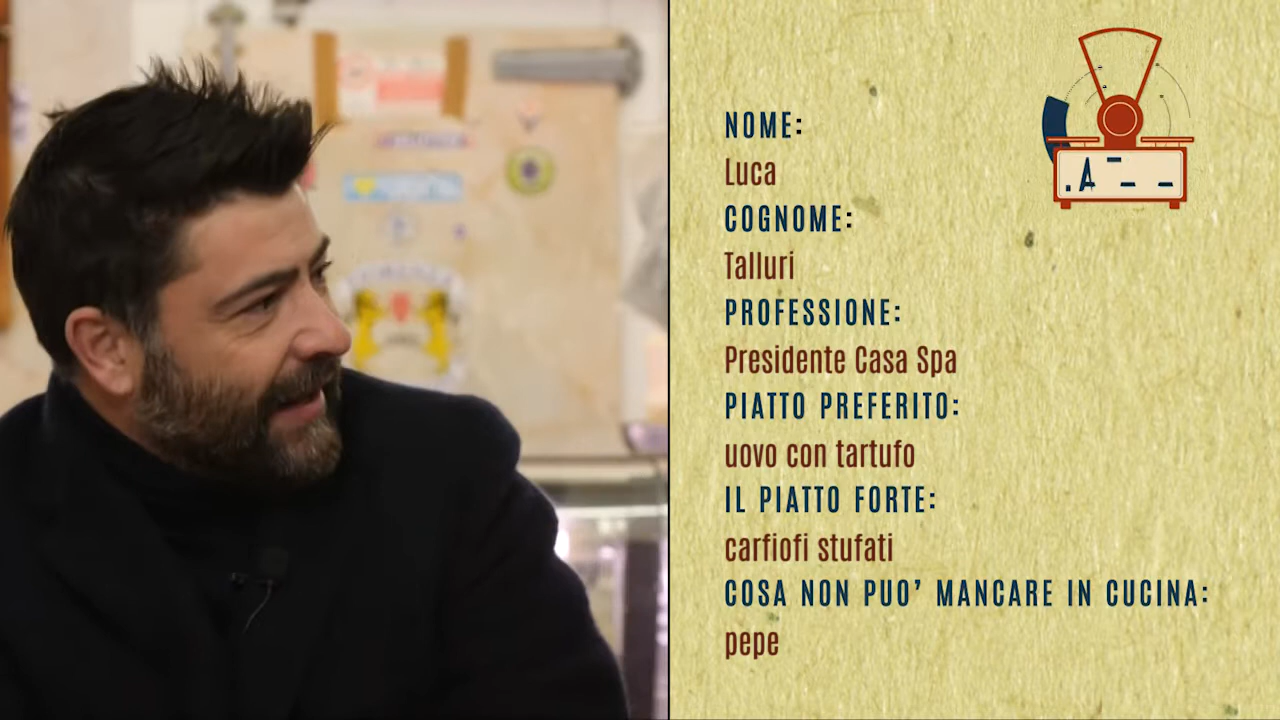 NOME:
Luca
COGNOME:
Talluri
PROFESSIONE:
Presidente Casa Spa
PIATTO PREFERITO:
uovo con tartufo
IL PIATTO FORTE:
carfiofi stufati
COSA NON PUO’ MANCARE IN CUCINA:
pepe